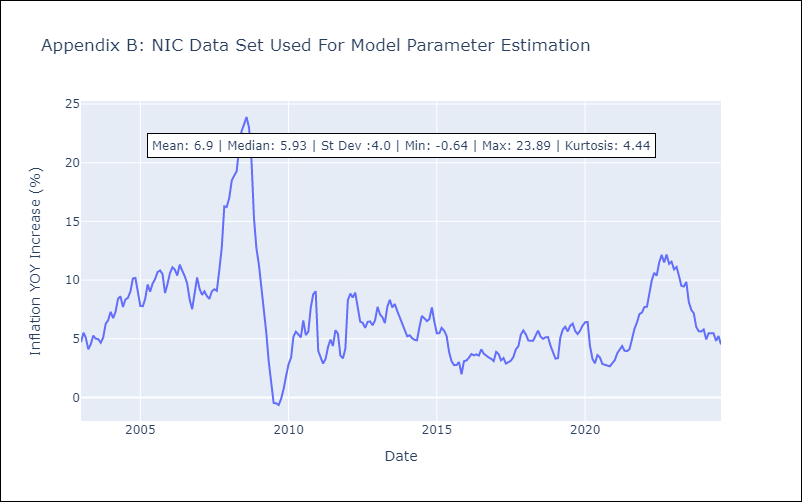 Appendix B: NIC Data Set Used For Model Parameter Estimation
25
Mean: 6.9 | Median: 5.93 | St Dev :4.0 | Min: -0.64 | Max: 23.89 | Kurtosis: 4.44
20
15
10
5
0
Inflation YOY Increase (%)
2005
2010
2015
2020
Date